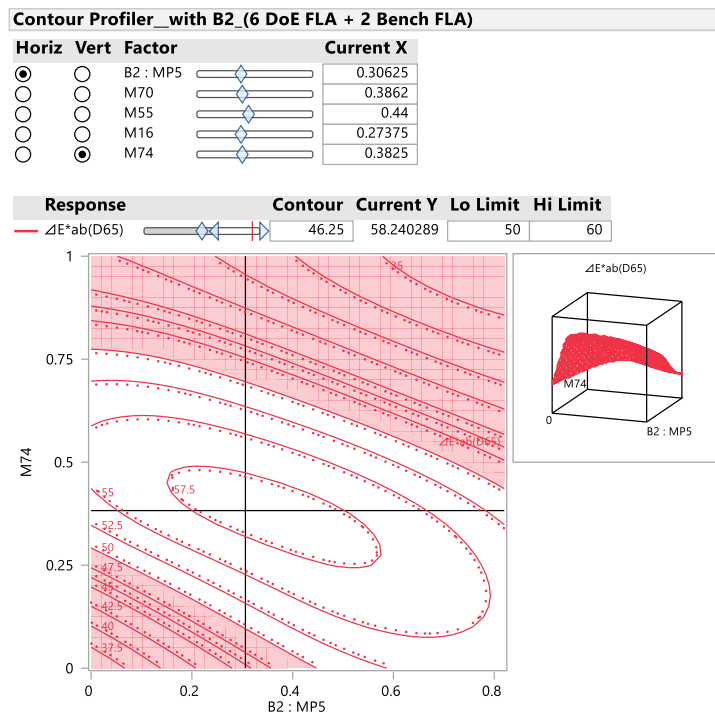 Contour Profiler__with B2_(6 DoE FLA + 2 Bench FLA)
Horiz Vert Factor Current X
B2 : MP5 0.30625
M70 0.3862
M55 0.44
M16 0.27375
M74 0.3825
Response Contour Current Y Lo Limit Hi Limit
⊿E*ab(D65) 46.25 58.240289 50 60
1
0.75
0.5
0.25
0
M74
35
⊿E*ab(D65)
57.5
55
52.5
50
47.5
45
42.5
40
37.5
0 0.2 0.4 0.6 0.8
B2 : MP5
⊿E*ab(D65)
M74
0
B2 : MP5